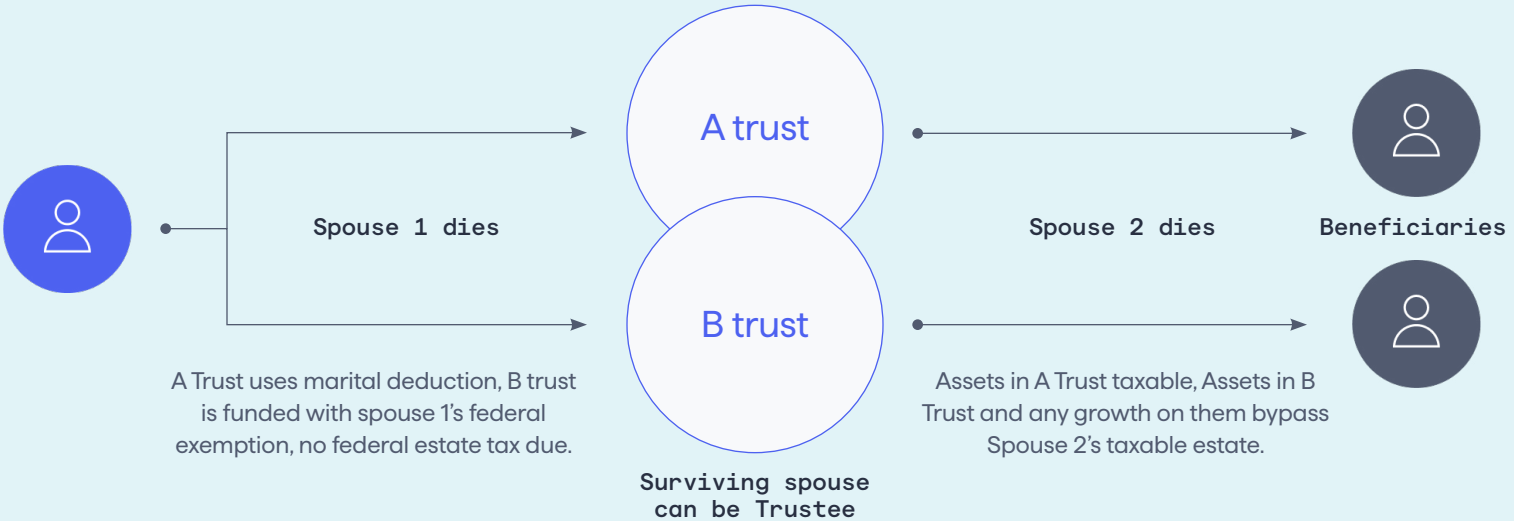 A trust
Spouse 1 dies
Spouse 2 dies
Beneficiaries
B trust
A Trust uses marital deduction, B trust
is funded with spouse 1’s federal
exemption, no federal estate tax due.
Assets in A Trust taxable, Assets in B
Trust and any growth on them bypass
Spouse 2’s taxable estate.
Surviving spouse
can be Trustee